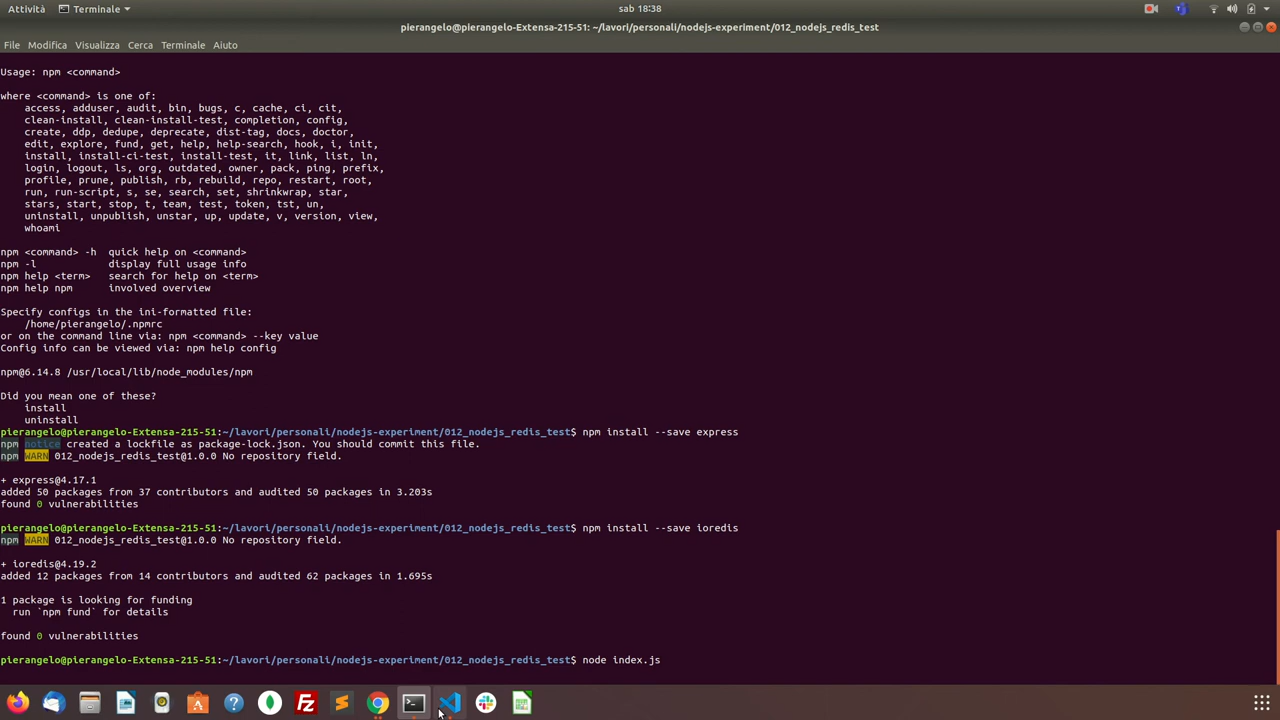 Attività
Terminale
sab 18:38
pierangelo@pierangelo-Extensa-215-51: ~/lavori/personali/nodejs-experiment/012_nodejs_redis_test
File Modifica Visualizza Cerca Terminale Aiuto
Usage: npm <command>
where <command> is one of:
access, adduser, audit, bin, bugs, c, cache, ci, cit,
clean-install, clean-install-test, completion, config,
create, ddp, dedupe, deprecate, dist-tag, docs, doctor,
edit, explore, fund, get, help, help-search, hook, i, init,
install, install-ci-test, install-test, it, link, list, ln,
login, logout, ls, org, outdated, owner, pack, ping, prefix,
profile, prune, publish, rb, rebuild, repo, restart, root,
run, run-script, s, se, search, set, shrinkwrap, star,
stars, start, stop, t, team, test, token, tst, un,
uninstall, unpublish, unstar, up, update, v, version, view,
whoami
npm <command> -h  quick help on <command>
npm -l            display full usage info
npm help <term>   search for help on <term>
npm help npm      involved overview
Specify configs in the ini-formatted file:
/home/pierangelo/.npmrc
or on the command line via: npm <command> --key value
Config info can be viewed via: npm help config
npm@6.14.8 /usr/local/lib/node_modules/npm
Did you mean one of these?
install
uninstall
pierangelo@pierangelo-Extensa-215-51:~/lavori/personali/nodejs-experiment/012_nodejs_redis_test$ npm install --save express
npm notice created a lockfile as package-lock.json. You should commit this file.
npm WARN 012_nodejs_redis_test@1.0.0 No repository field.
+ express@4.17.1
added 50 packages from 37 contributors and audited 50 packages in 3.203s
found 0 vulnerabilities
pierangelo@pierangelo-Extensa-215-51:~/lavori/personali/nodejs-experiment/012_nodejs_redis_test$ npm install --save ioredis
npm WARN 012_nodejs_redis_test@1.0.0 No repository field.
+ ioredis@4.19.2
added 12 packages from 14 contributors and audited 62 packages in 1.695s
1 package is looking for funding
run `npm fund` for details
found 0 vulnerabilities
pierangelo@pierangelo-Extensa-215-51:~/lavori/personali/nodejs-experiment/012_nodejs_redis_test$ node index.js